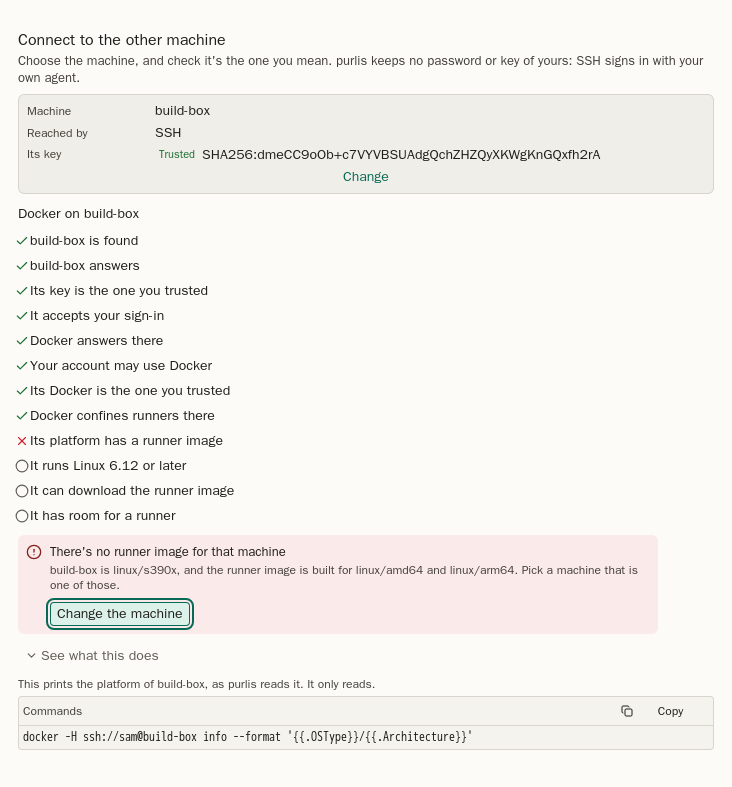 Connect to the other machine
Choose the machine, and check it's the one you mean. purlis keeps no password or key of yours: SSH signs in with your
own agent.
Machine build-box
Reached by SSH
Its key Trusted SHA256:dmeCC9oOb+c7VYVBSUAdgQchZHZQyXKWgKnGQxfh2rA
Change
Docker on build-box
build-box is found
build-box answers
Its key is the one you trusted
It accepts your sign-in
Docker answers there
Your account may use Docker
Its Docker is the one you trusted
Docker confines runners there
Its platform has a runner image
It runs Linux 6.12 or later
It can download the runner image
It has room for a runner
There's no runner image for that machine
build-box is linux/s390x, and the runner image is built for linux/amd64 and linux/arm64. Pick a machine that is
one of those.
Change the machine
See what this does
This prints the platform of build-box, as purlis reads it. It only reads.
Commands Copy
docker -H ssh://sam@build-box info --format '{{.OSType}}/{{.Architecture}}'